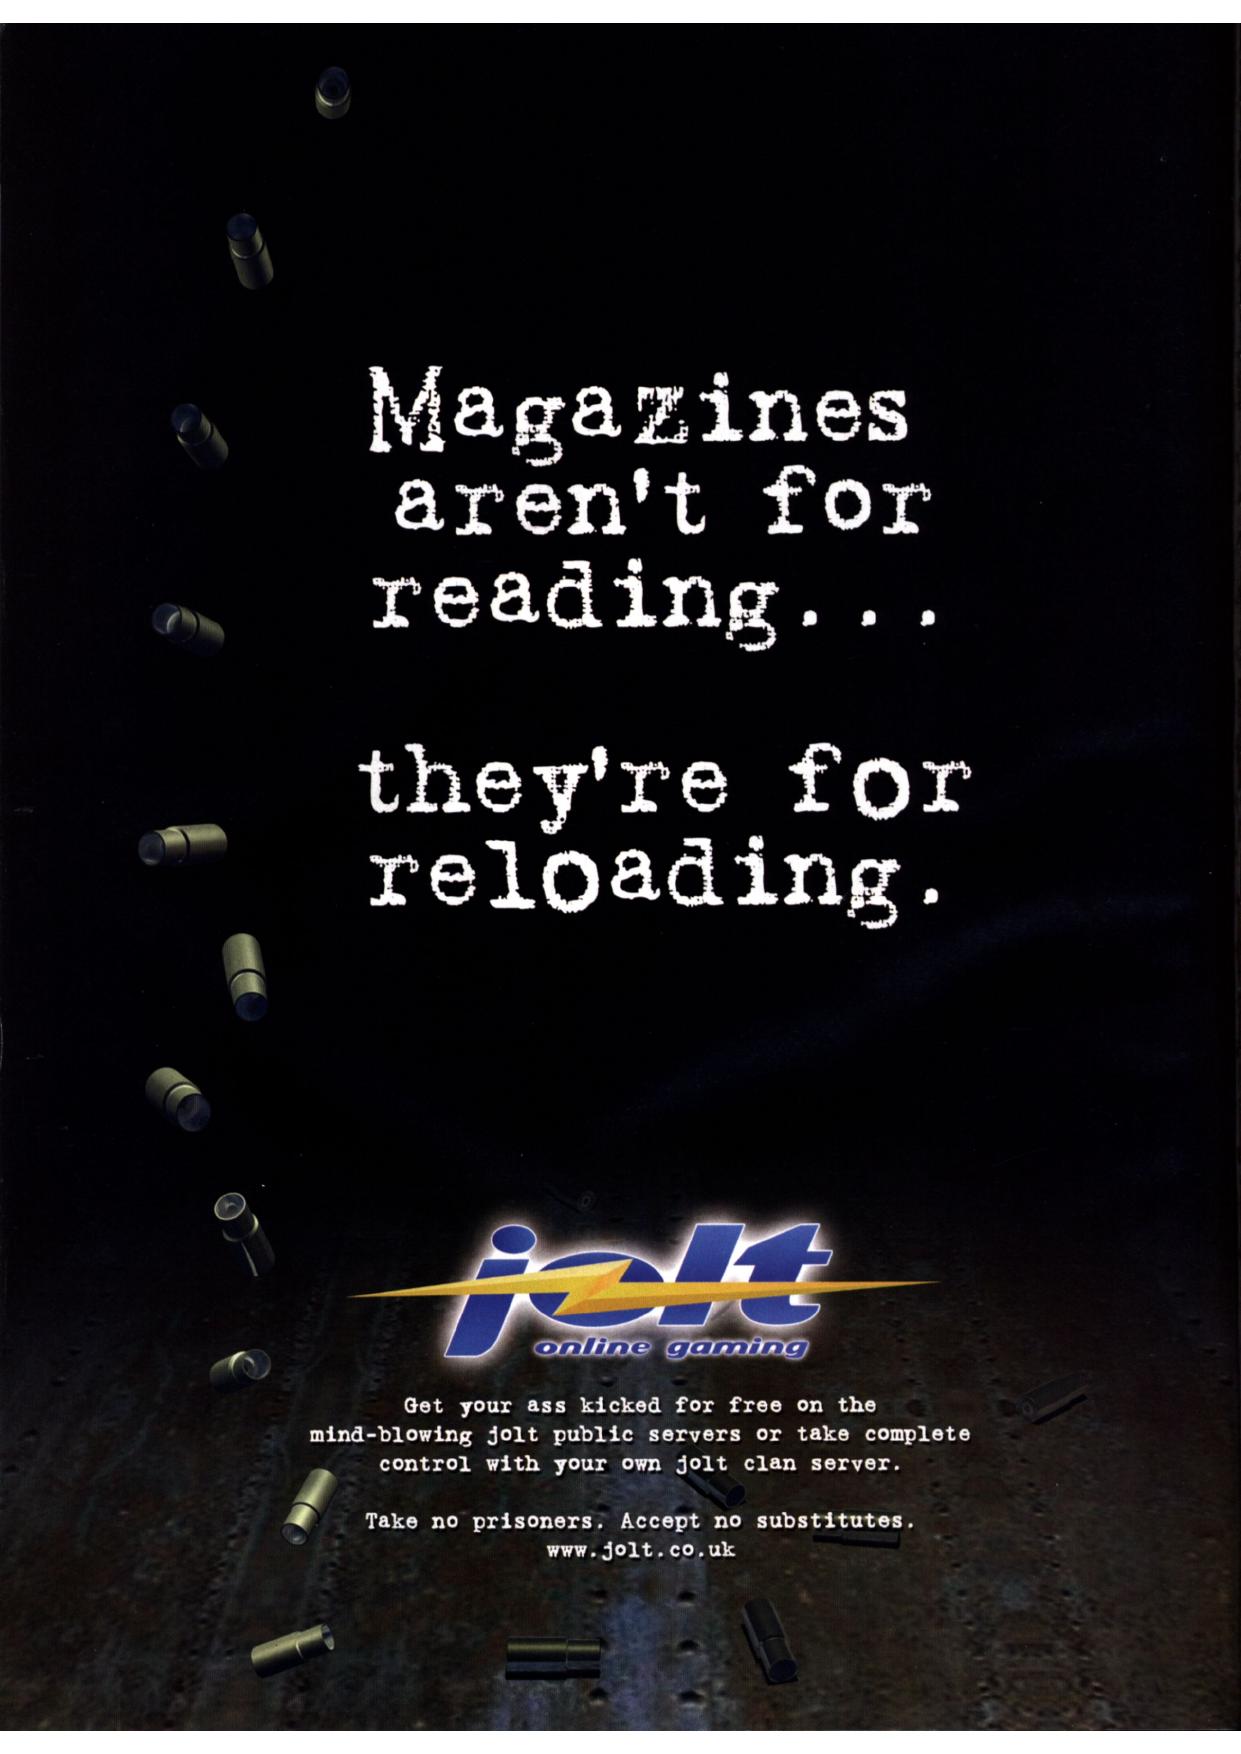 Magazines
aren't for
reading...
they're for
reloading.
jolt
online gaming
Get your ass kicked for free on the
mind-blowing jolt public servers or take complete
control with your own jolt clan server.
Take no prisoners. Accept no substitutes.
www.jolt.co.uk